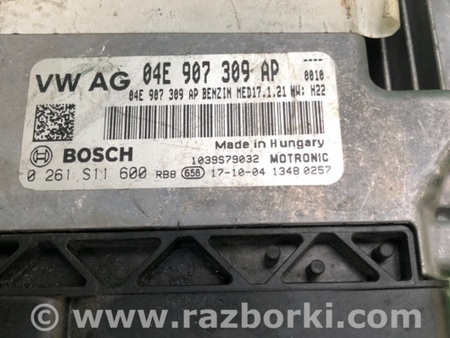 VW AG 04E 907 309 AP 0010
04E 907 309 AP BENZIN MED17.1.21 HW: H22
BOSCH Made in Hungary
1039S79032 MOTRONIC
0 261 S11 600 RBB 658 17-10-04 1348 0257
www.razborki.com